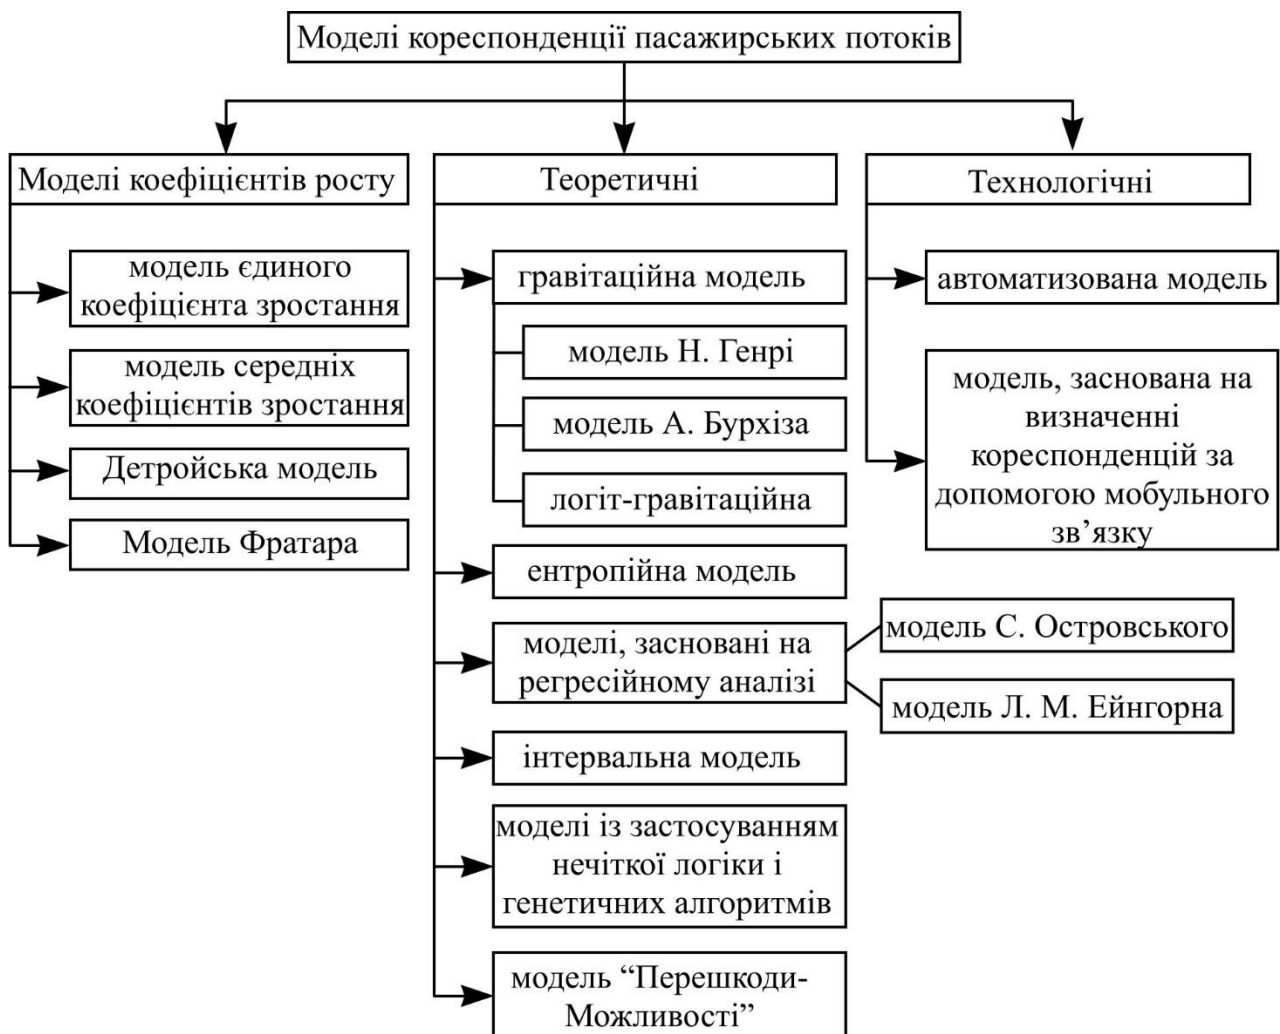 Моделі кореспонденції пасажирських потоків
Моделі коефіцієнтів росту
модель єдиного
коефіцієнта зростання
модель середніх
коефіцієнтів зростання
Детройська модель
Модель Фратара
Теоретичні
гравітаційна модель
модель Н. Генрі
модель А. Бурхіза
логіт-гравітаційна
ентропійна модель
моделі, засновані на
регресійному аналізі
модель С. Островського
модель Л. М. Ейнгорна
інтервальна модель
моделі із застосуванням
нечіткої логіки і
генетичних алгоритмів
модель “Перешкоди-
Можливості”
Технологічні
автоматизована модель
модель, заснована на
визначенні
кореспонденцій за
допомогою мобульного
зв’язку